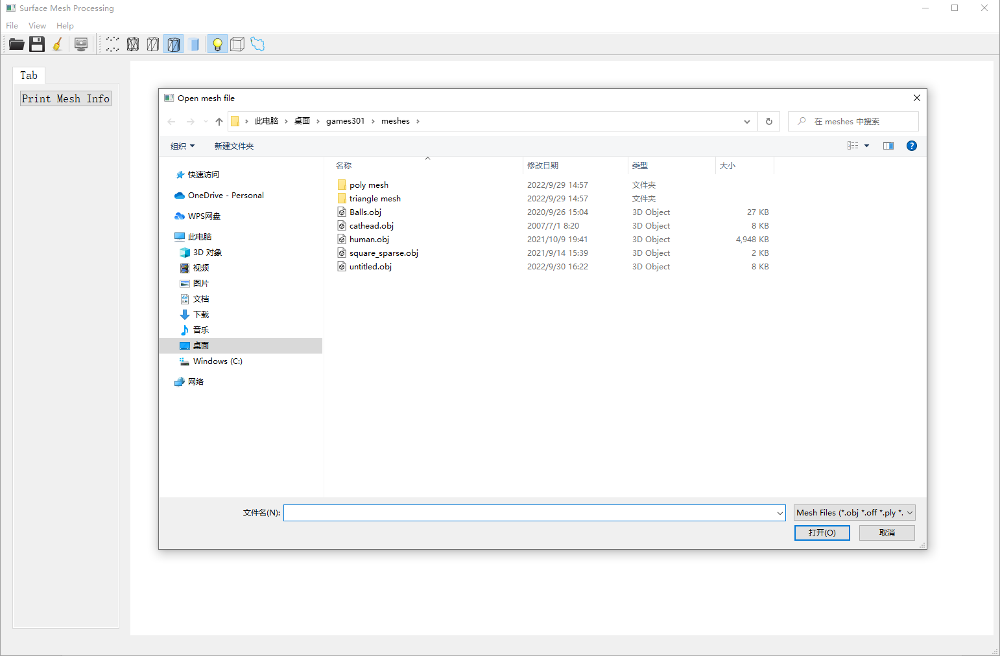 Surface Mesh Processing
File View Help
Tab
Print Mesh Info
Open mesh file
此电脑 桌面 games301 meshes
在 meshes 中搜索
组织 新建文件夹
快速访问
OneDrive - Personal
WPS网盘
此电脑
3D 对象
视频
图片
文档
下载
音乐
桌面
Windows (C:)
网络
名称 修改日期 类型 大小
poly mesh 2022/9/29 14:57 文件夹
triangle mesh 2022/9/29 14:57 文件夹
Balls.obj 2020/9/26 15:04 3D Object 27 KB
cathead.obj 2007/7/1 8:20 3D Object 8 KB
human.obj 2021/10/9 19:41 3D Object 4,948 KB
square_sparse.obj 2021/9/14 15:39 3D Object 2 KB
untitled.obj 2022/9/30 16:22 3D Object 8 KB
文件名(N): Mesh Files (*.obj *.off *.ply *.
打开(O) 取消